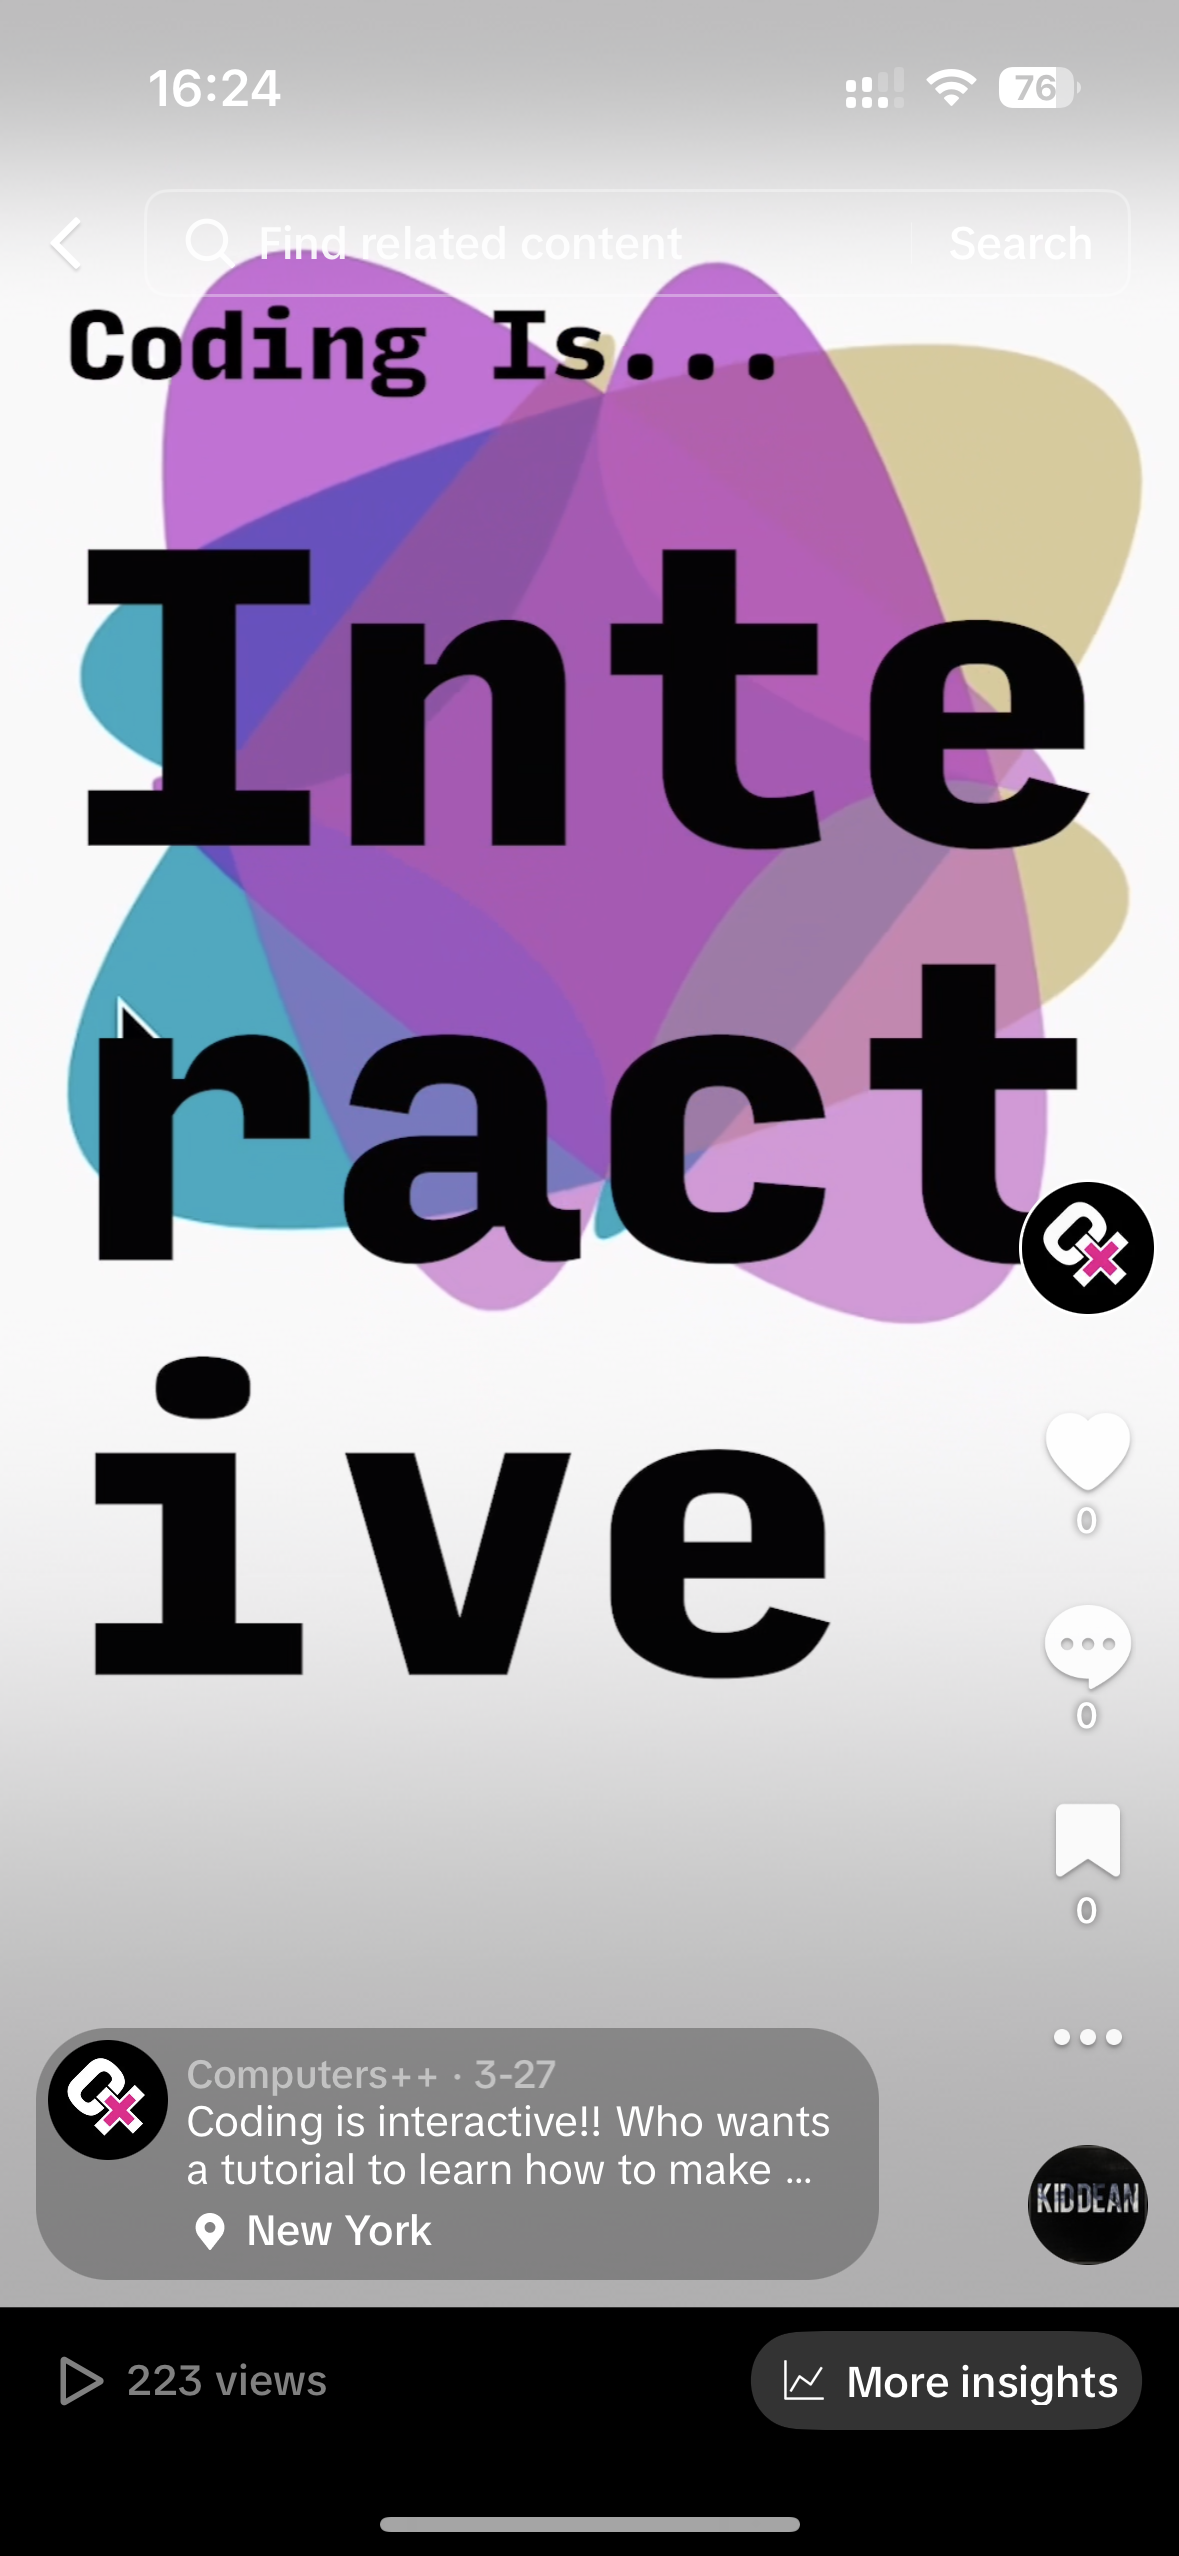 16:24
76
Find related content
Search
Coding Is...
Inte
ract
ive
0
0
0
Computers++ · 3-27
Coding is interactive!! Who wants
a tutorial to learn how to make ...
New York
KIDDEAN
223 views
More insights